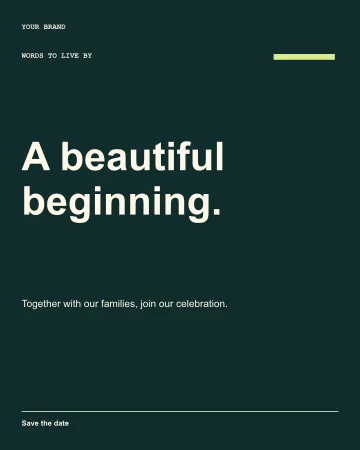 YOUR BRAND
WORDS TO LIVE BY
A beautiful
beginning.
Together with our families, join our celebration.
Save the date